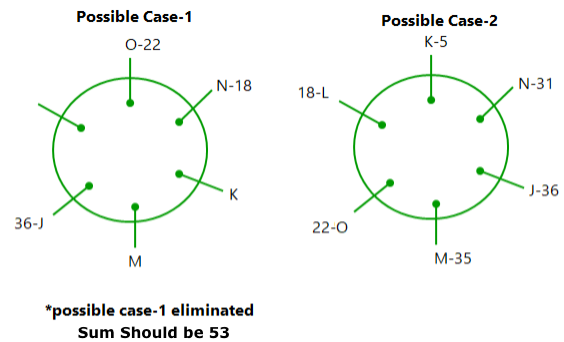 Possible Case-1
O-22
N-18
K
M
36-J
*possible case-1 eliminated
Sum Should be 53
Possible Case-2
K-5
18-L
N-31
J-36
22-O
M-35